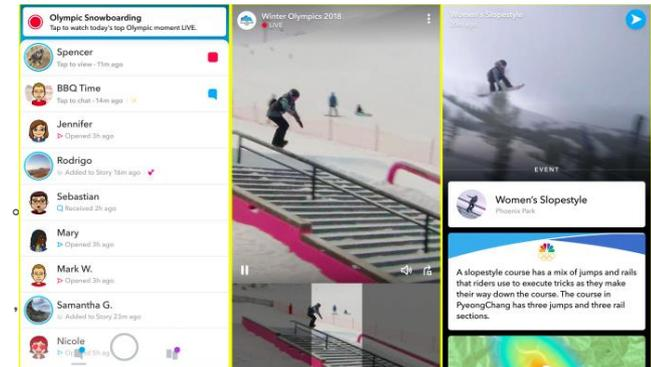 Olympic Snowboarding
Tap to watch today's top Olympic moment LIVE.
Spencer
Tap to view - 11m ago
BBQ Time
Tap to chat - 14m ago
Jennifer
Opened 3h ago
Rodrigo
Added to Story 16m ago
Sebastian
Received 2h ago
Mary
Opened 3h ago
Mark W.
Opened 3h ago
Samantha G.
Added to Story 23m ago
Nicole
5h ago
Winter Olympics 2018
LIVE
Women's Slopestyle
EVENT
Women's Slopestyle
Phoenix Park
A slopestyle course has a mix of jumps and rails
that riders use to execute tricks as they make
their way down the course. The course in
PyeongChang has three jumps and three rail
sections.